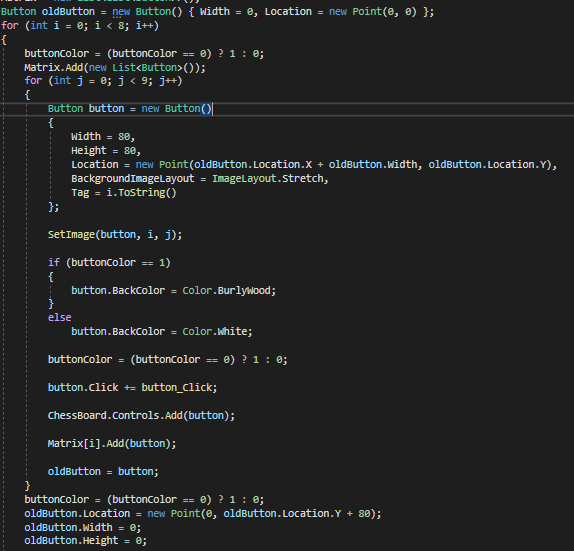 Button oldButton = new Button() { Width = 0, Location = new Point(0, 0) };
for (int i = 0; i < 8; i++)
{
    buttonColor = (buttonColor == 0) ? 1 : 0;
    Matrix.Add(new List<Button>());
    for (int j = 0; j < 9; j++)
    {
        Button button = new Button()
        {
            Width = 80,
            Height = 80,
            Location = new Point(oldButton.Location.X + oldButton.Width, oldButton.Location.Y),
            BackgroundImageLayout = ImageLayout.Stretch,
            Tag = i.ToString()
        };
        SetImage(button, i, j);
        if (buttonColor == 1)
        {
            button.BackColor = Color.BurlyWood;
        }
        else
            button.BackColor = Color.White;
        buttonColor = (buttonColor == 0) ? 1 : 0;
        button.Click += button_Click;
        ChessBoard.Controls.Add(button);
        Matrix[i].Add(button);
        oldButton = button;
    }
    buttonColor = (buttonColor == 0) ? 1 : 0;
    oldButton.Location = new Point(0, oldButton.Location.Y + 80);
    oldButton.Width = 0;
    oldButton.Height = 0;